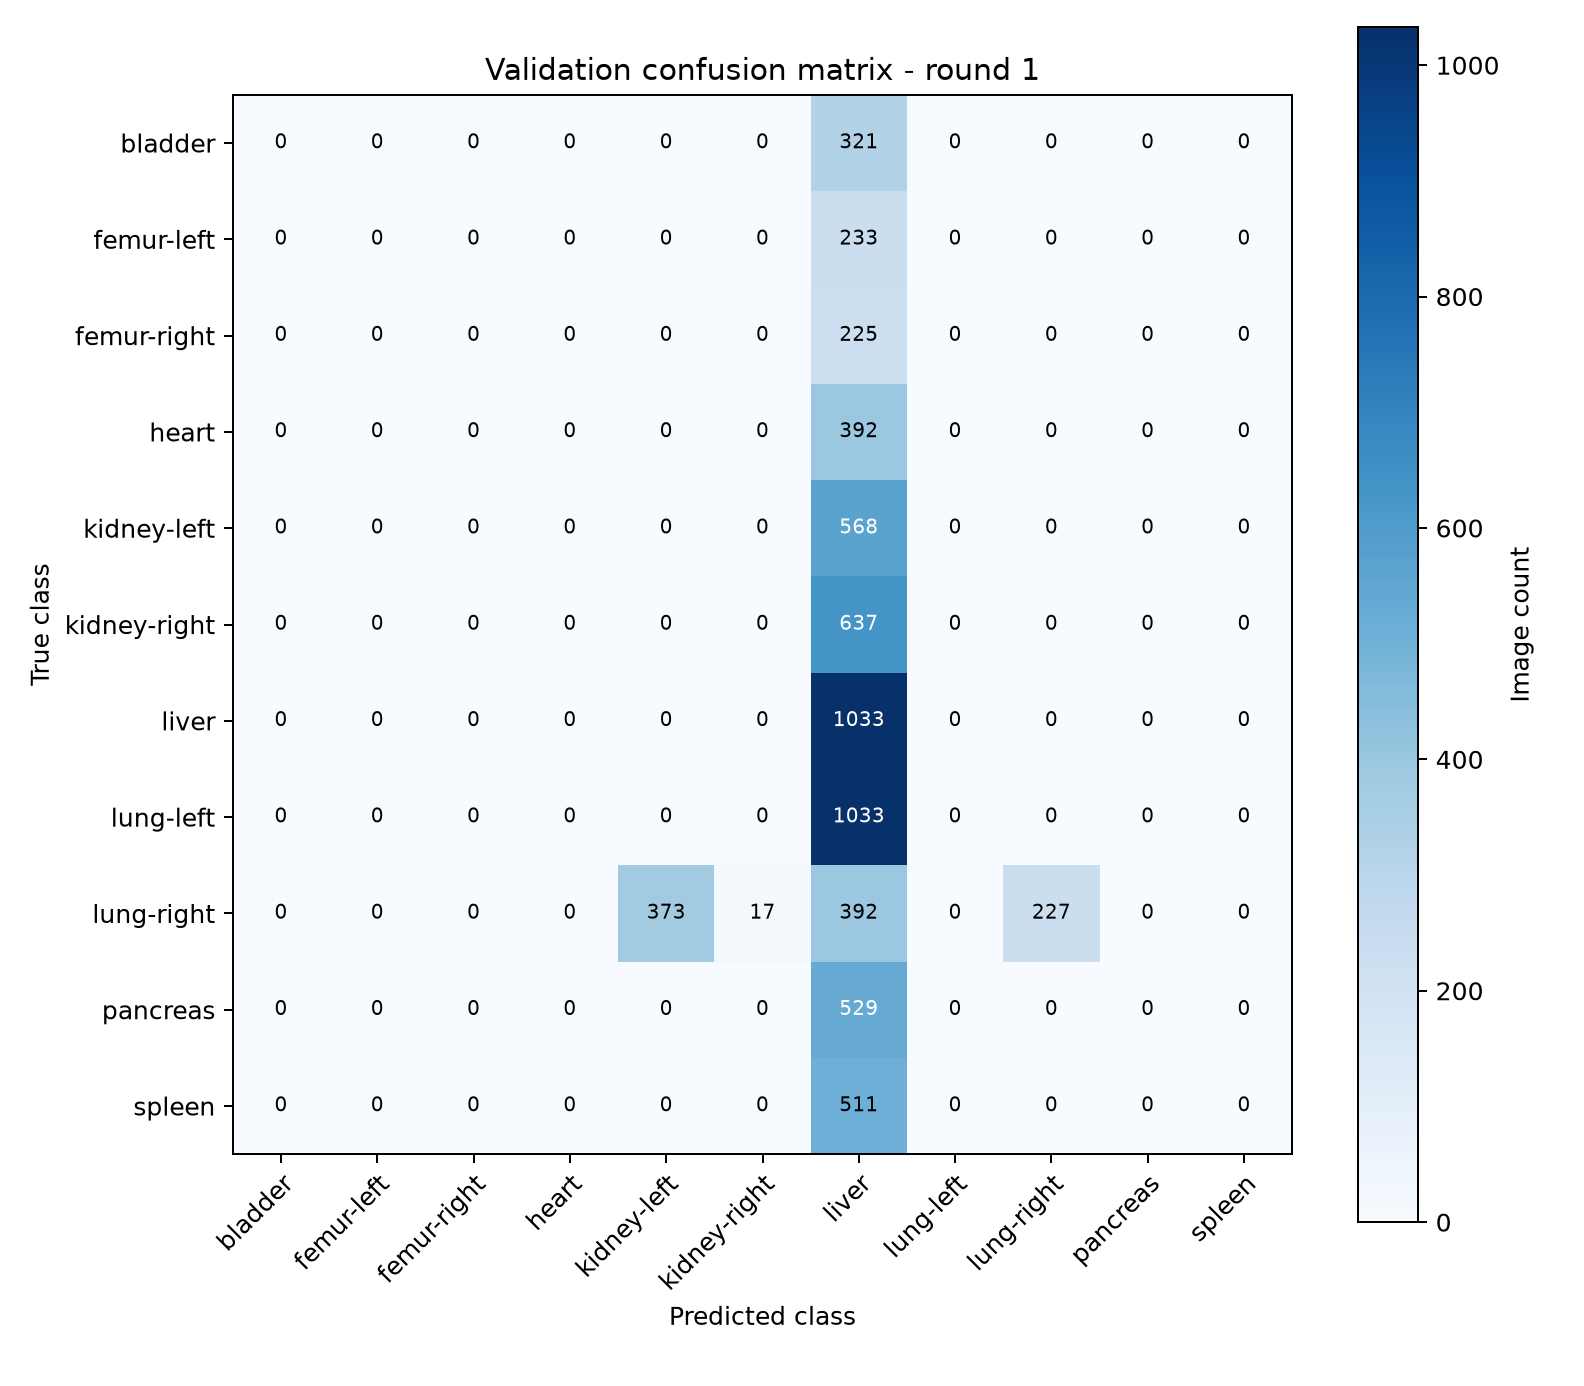 Validation confusion matrix - round 1
True class
bladder 0 0 0 0 0 0 321 0 0 0 0
femur-left 0 0 0 0 0 0 233 0 0 0 0
femur-right 0 0 0 0 0 0 225 0 0 0 0
heart 0 0 0 0 0 0 392 0 0 0 0
kidney-left 0 0 0 0 0 0 568 0 0 0 0
kidney-right 0 0 0 0 0 0 637 0 0 0 0
liver 0 0 0 0 0 0 1033 0 0 0 0
lung-left 0 0 0 0 0 0 1033 0 0 0 0
lung-right 0 0 0 0 373 17 392 0 227 0 0
pancreas 0 0 0 0 0 0 529 0 0 0 0
spleen 0 0 0 0 0 0 511 0 0 0 0
bladder femur-left femur-right heart kidney-left kidney-right liver lung-left lung-right pancreas spleen
Predicted class
1000
800
600
400
200
0
Image count